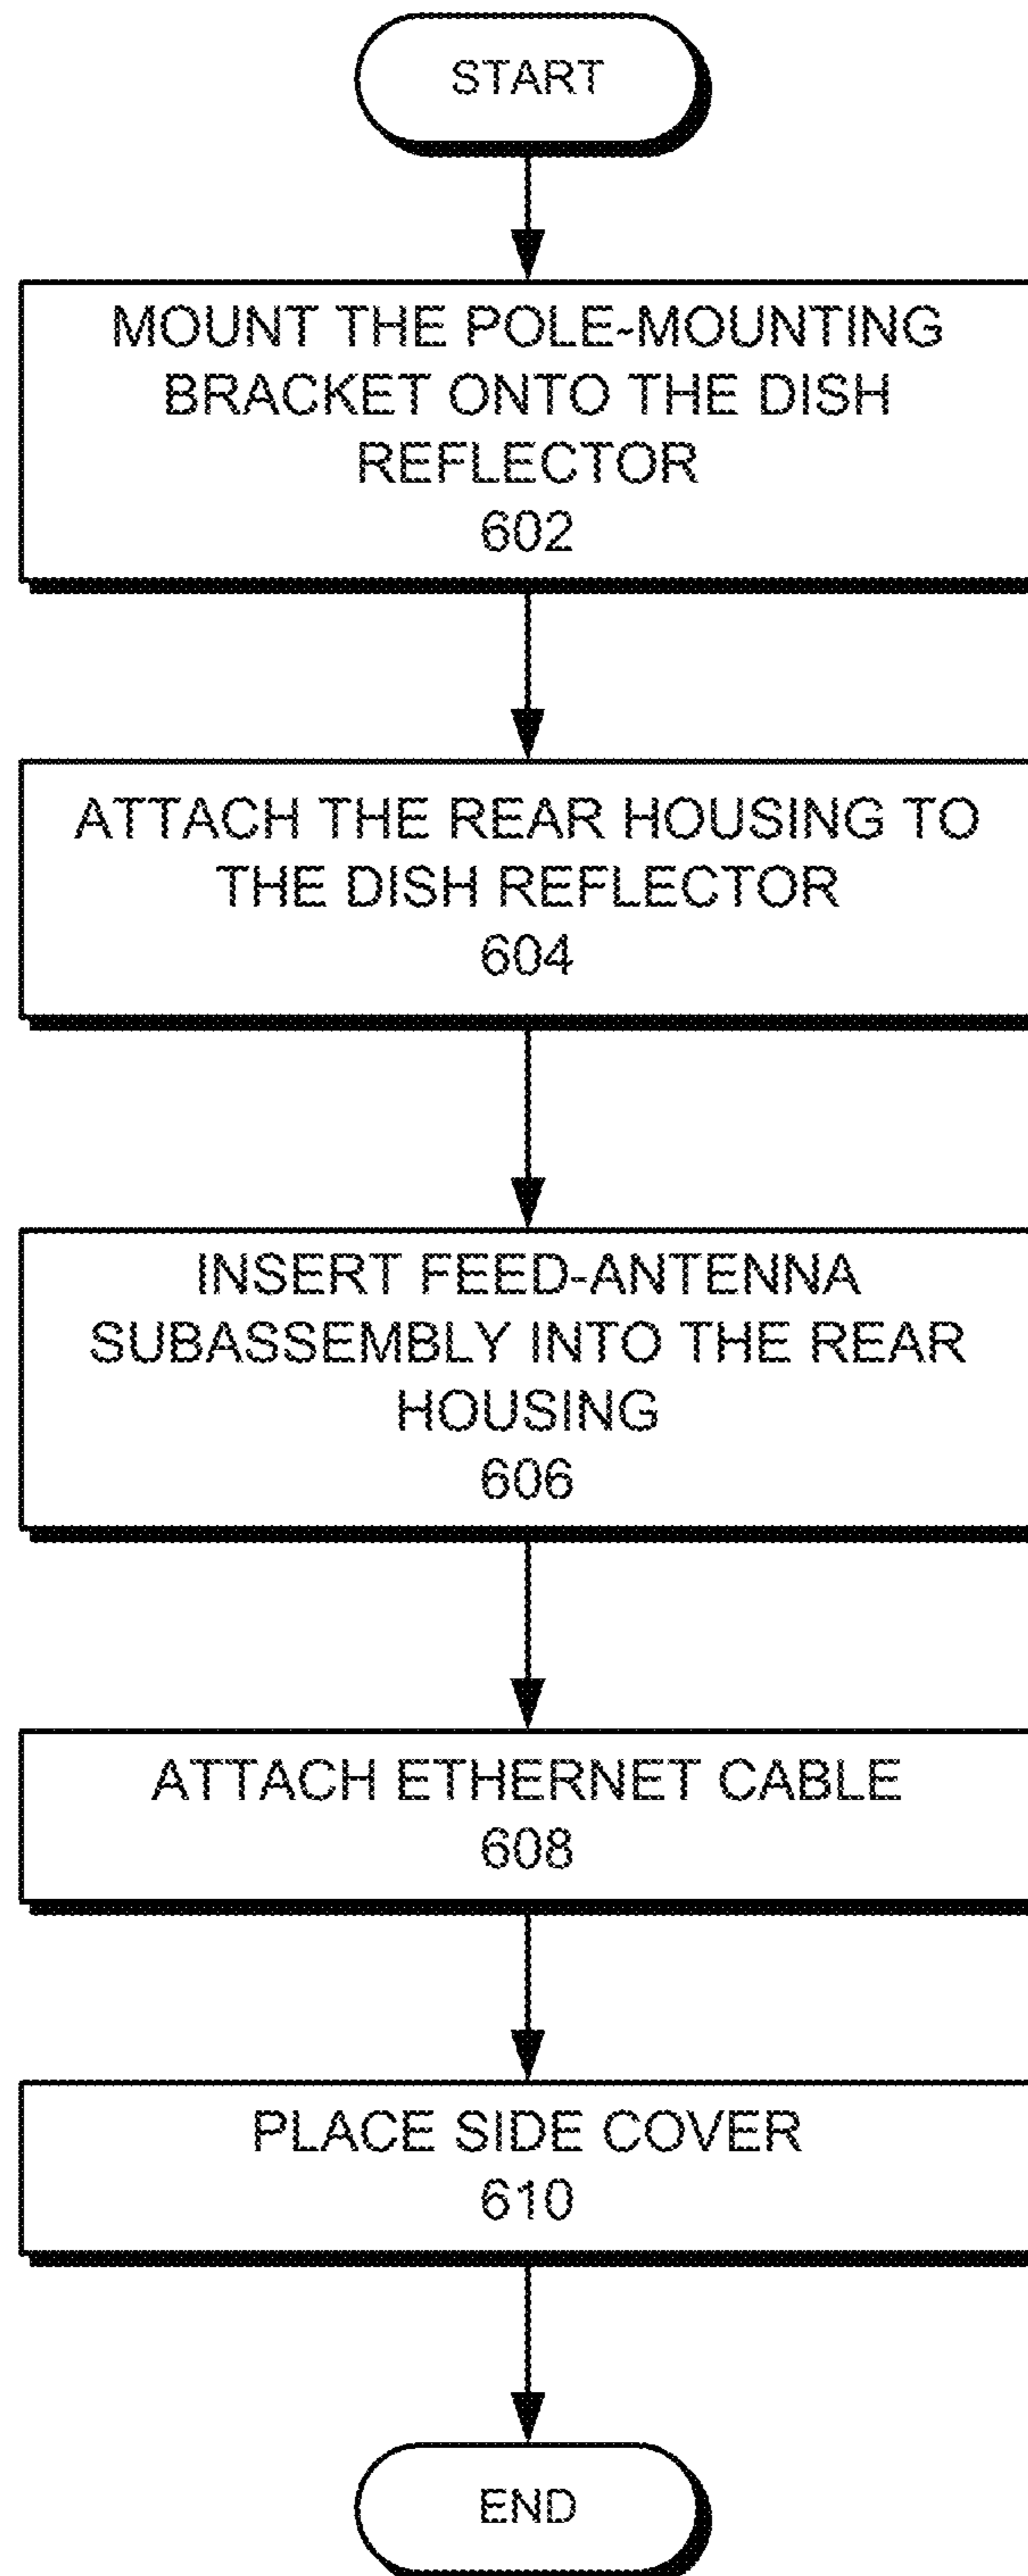 START
MOUNT THE POLE-MOUNTING
BRACKET ONTO THE DISH
REFLECTOR
602
ATTACH THE REAR HOUSING TO
THE DISH REFLECTOR
604
INSERT FEED-ANTENNA
SUBASSEMBLY INTO THE REAR
HOUSING
606
ATTACH ETHERNET CABLE
608
PLACE SIDE COVER
610
END